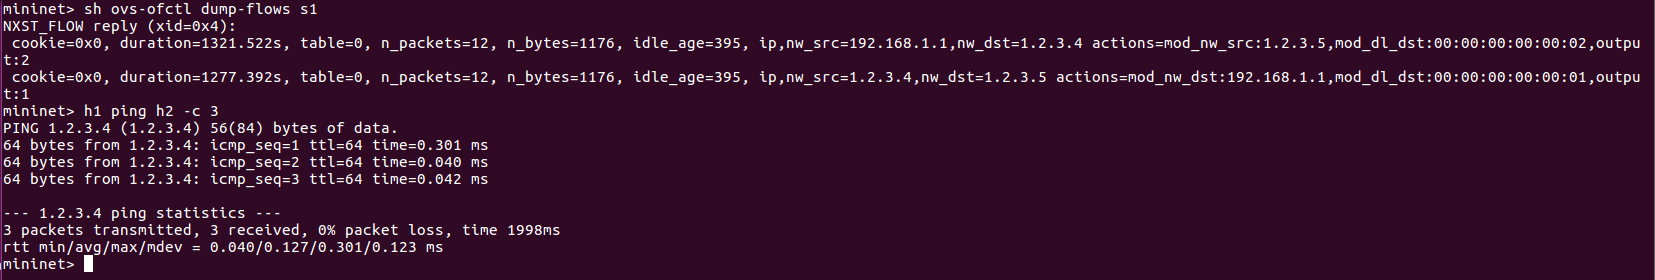 mininet> sh ovs-ofctl dump-flows s1
NXST_FLOW reply (xid=0x4):
 cookie=0x0, duration=1321.522s, table=0, n_packets=12, n_bytes=1176, idle_age=395, ip,nw_src=192.168.1.1,nw_dst=1.2.3.4 actions=mod_nw_src:1.2.3.5,mod_dl_dst:00:00:00:00:00:02,outpu
t:2
 cookie=0x0, duration=1277.392s, table=0, n_packets=12, n_bytes=1176, idle_age=395, ip,nw_src=1.2.3.4,nw_dst=1.2.3.5 actions=mod_nw_dst:192.168.1.1,mod_dl_dst:00:00:00:00:00:01,outpu
t:1
mininet> h1 ping h2 -c 3
PING 1.2.3.4 (1.2.3.4) 56(84) bytes of data.
64 bytes from 1.2.3.4: icmp_seq=1 ttl=64 time=0.301 ms
64 bytes from 1.2.3.4: icmp_seq=2 ttl=64 time=0.040 ms
64 bytes from 1.2.3.4: icmp_seq=3 ttl=64 time=0.042 ms

--- 1.2.3.4 ping statistics ---
3 packets transmitted, 3 received, 0% packet loss, time 1998ms
rtt min/avg/max/mdev = 0.040/0.127/0.301/0.123 ms
mininet>